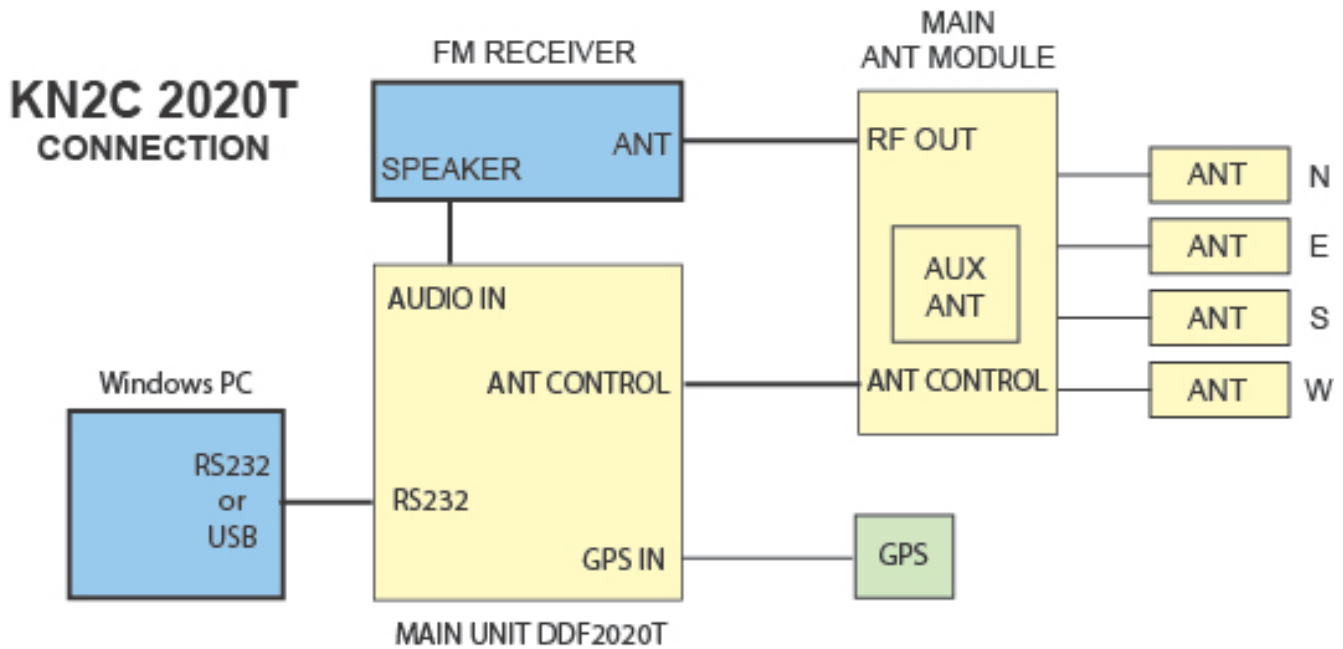 KN2C 2020T
CONNECTION
FM RECEIVER
SPEAKER
ANT
MAIN
ANT MODULE
RF OUT
AUX
ANT
ANT CONTROL
ANT
N
ANT
E
ANT
S
ANT
W
AUDIO IN
ANT CONTROL
RS232
GPS IN
MAIN UNIT DDF2020T
Windows PC
RS232
or
USB
GPS